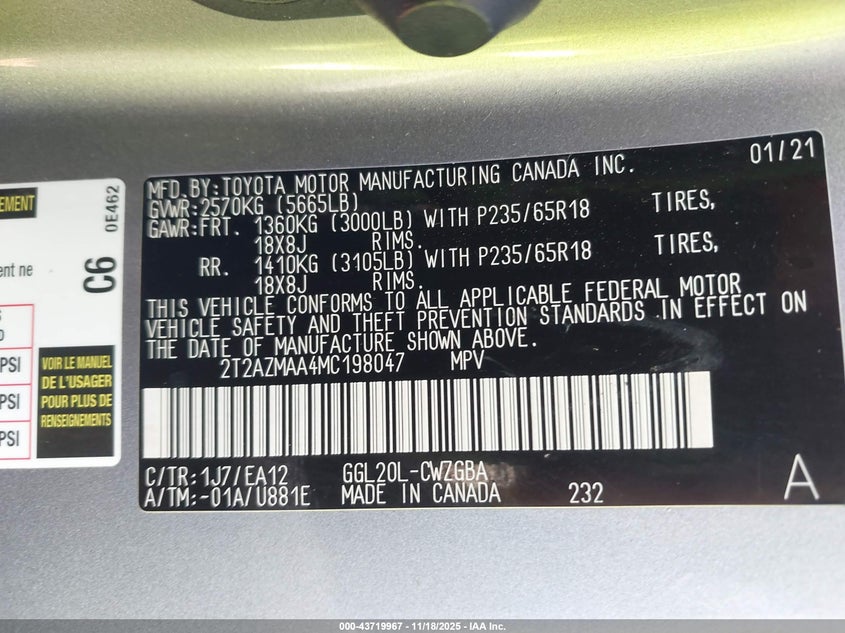 EMENT
0E462
C6
ent ne
S
D
PSI
PSI
PSI
VOIR LE MANUEL
DE L'USAGER
POUR PLUS DE
RENSEIGNEMENTS
01/21
MFD.BY:TOYOTA MOTOR MANUFACTURING CANADA INC.
GVWR:2570KG (5665LB)
GAWR:FRT. 1360KG (3000LB) WITH P235/65R18 TIRES,
18X8J RIMS.
RR. 1410KG (3105LB) WITH P235/65R18 TIRES,
18X8J RIMS.
THIS VEHICLE CONFORMS TO ALL APPLICABLE FEDERAL MOTOR
VEHICLE SAFETY AND THEFT PREVENTION STANDARDS IN EFFECT ON
THE DATE OF MANUFACTURE SHOWN ABOVE.
2T2AZMAA4MC198047 MPV
C/TR:1J7/EA12 GGL20L-CWZGBA
A/TM:-01A/U881E MADE IN CANADA 232 A
000-43719967 | 11/18/2025 - IAA Inc.